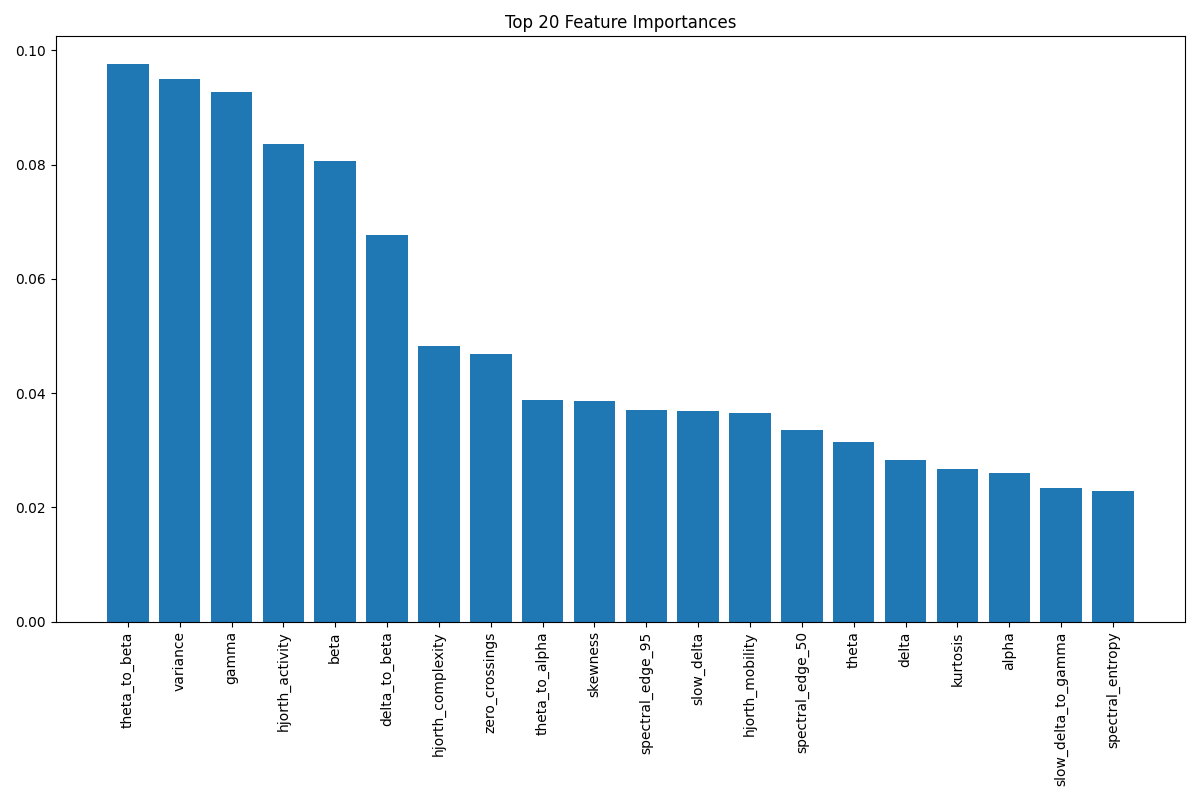 Top 20 Feature Importances
0.10
0.08
0.06
0.04
0.02
0.00
theta_to_beta
variance
gamma
hjorth_activity
beta
delta_to_beta
hjorth_complexity
zero_crossings
theta_to_alpha
skewness
spectral_edge_95
slow_delta
hjorth_mobility
spectral_edge_50
theta
delta
kurtosis
alpha
slow_delta_to_gamma
spectral_entropy